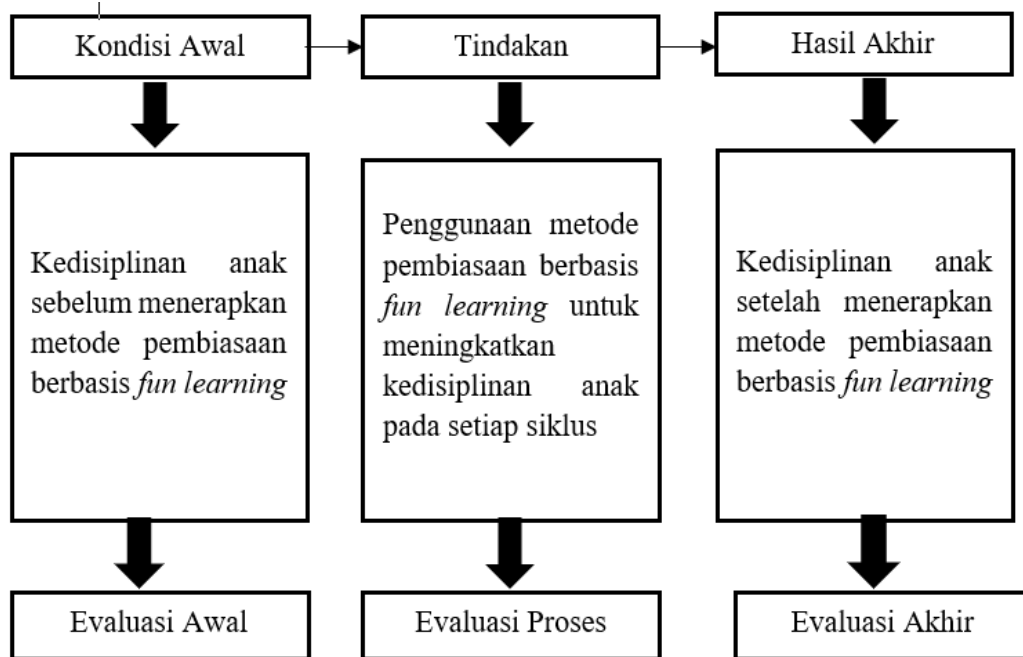 Kondisi Awal
Tindakan
Hasil Akhir
Kedisiplinan anak
sebelum menerapkan
metode pembiasaan
berbasis fun learning
Penggunaan metode
pembiasaan berbasis
fun learning untuk
meningkatkan
kedisiplinan anak
pada setiap siklus
Kedisiplinan anak
setelah menerapkan
metode pembiasaan
berbasis fun learning
Evaluasi Awal
Evaluasi Proses
Evaluasi Akhir